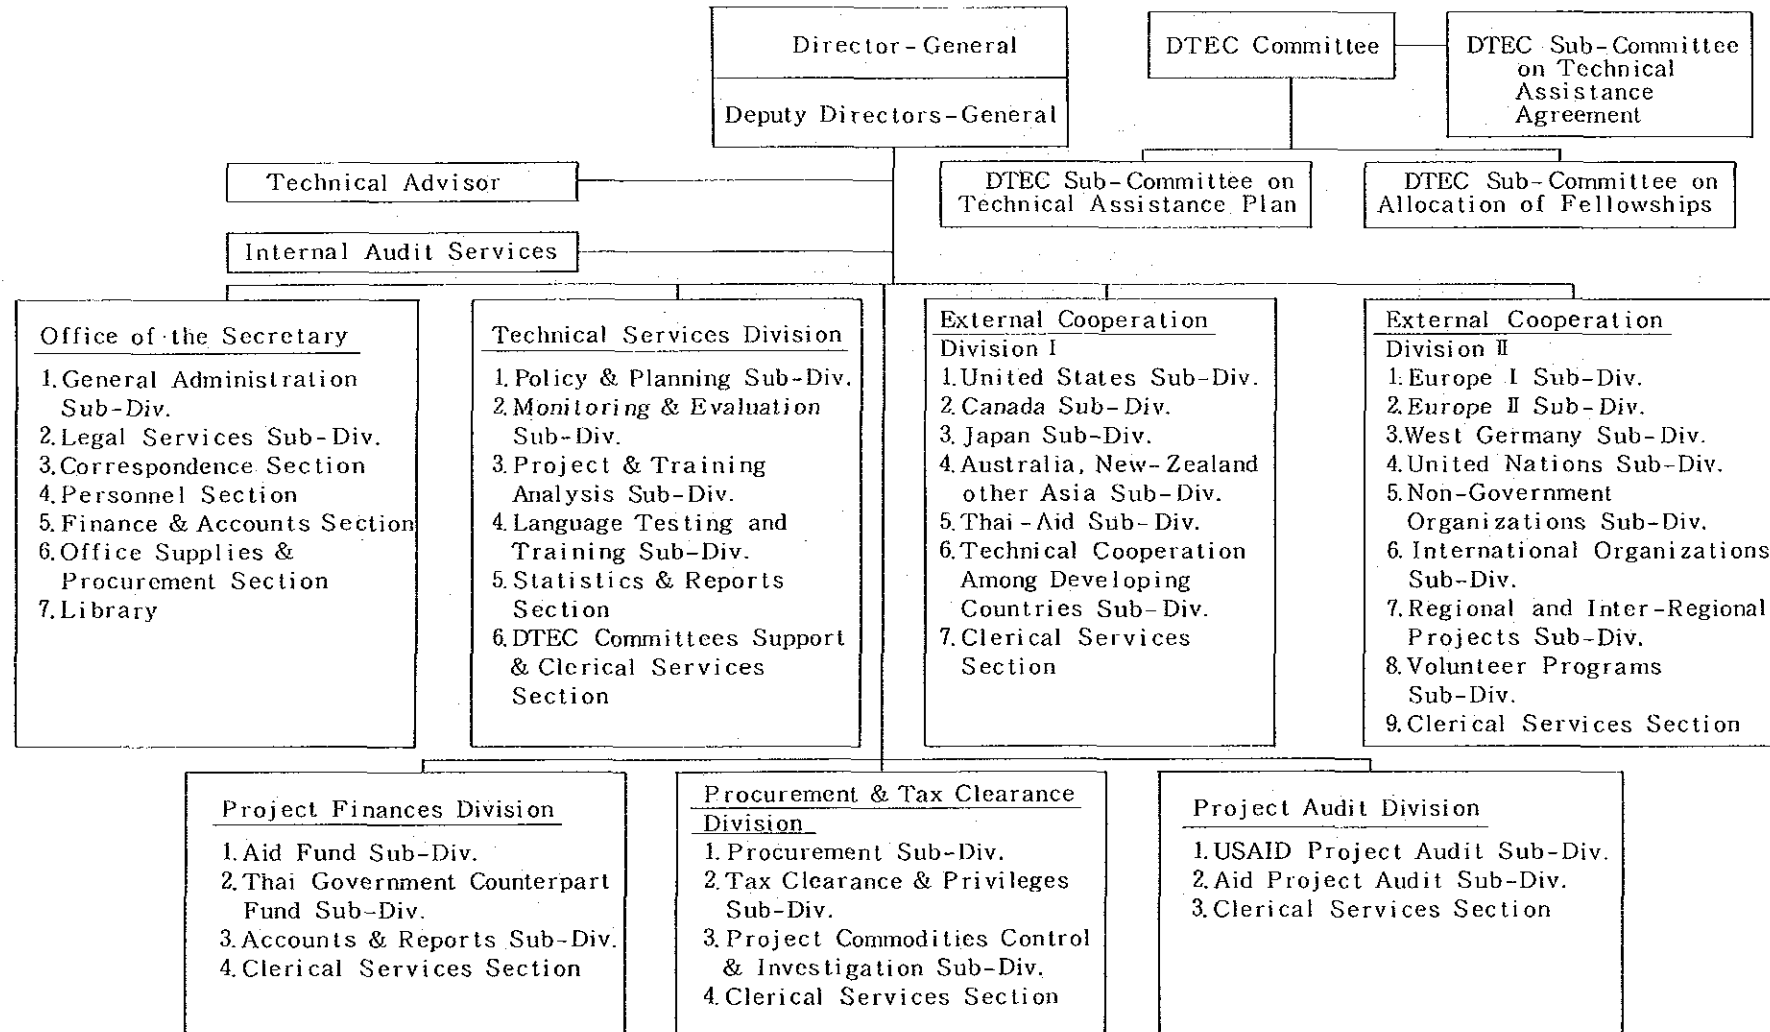 Director-General
Deputy Directors-General
DTEC Committee
DTEC Sub-Committee
on Technical
Assistance
Agreement
Technical Advisor
Internal Audit Services
DTEC Sub-Committee on
Technical Assistance Plan
DTEC Sub-Committee on
Allocation of Fellowships
Office of the Secretary
1. General Administration
Sub-Div.
2. Legal Services Sub-Div.
3. Correspondence Section
4. Personnel Section
5. Finance & Accounts Section
6. Office Supplies &
Procurement Section
7. Library
Technical Services Division
1. Policy & Planning Sub-Div.
2. Monitoring & Evaluation
Sub-Div.
3. Project & Training
Analysis Sub-Div.
4. Language Testing and
Training Sub-Div.
5. Statistics & Reports
Section
6. DTEC Committees Support
& Clerical Services
Section
External Cooperation
Division I
1. United States Sub-Div.
2. Canada Sub-Div.
3. Japan Sub-Div.
4. Australia, New-Zealand
other Asia Sub-Div.
5. Thai-Aid Sub-Div.
6. Technical Cooperation
Among Developing
Countries Sub-Div.
7. Clerical Services
Section
External Cooperation
Division II
1. Europe I Sub-Div.
2. Europe II Sub-Div.
3. West Germany Sub-Div.
4. United Nations Sub-Div.
5. Non-Government
Organizations Sub-Div.
6. International Organizations
Sub-Div.
7. Regional and Inter-Regional
Projects Sub-Div.
8. Volunteer Programs
Sub-Div.
9. Clerical Services Section
Project Finances Division
1. Aid Fund Sub-Div.
2. Thai Government Counterpart
Fund Sub-Div.
3. Accounts & Reports Sub-Div.
4. Clerical Services Section
Procurement & Tax Clearance
Division
1. Procurement Sub-Div.
2. Tax Clearance & Privileges
Sub-Div.
3. Project Commodities Control
& Investigation Sub-Div.
4. Clerical Services Section
Project Audit Division
1. USAID Project Audit Sub-Div.
2. Aid Project Audit Sub-Div.
3. Clerical Services Section